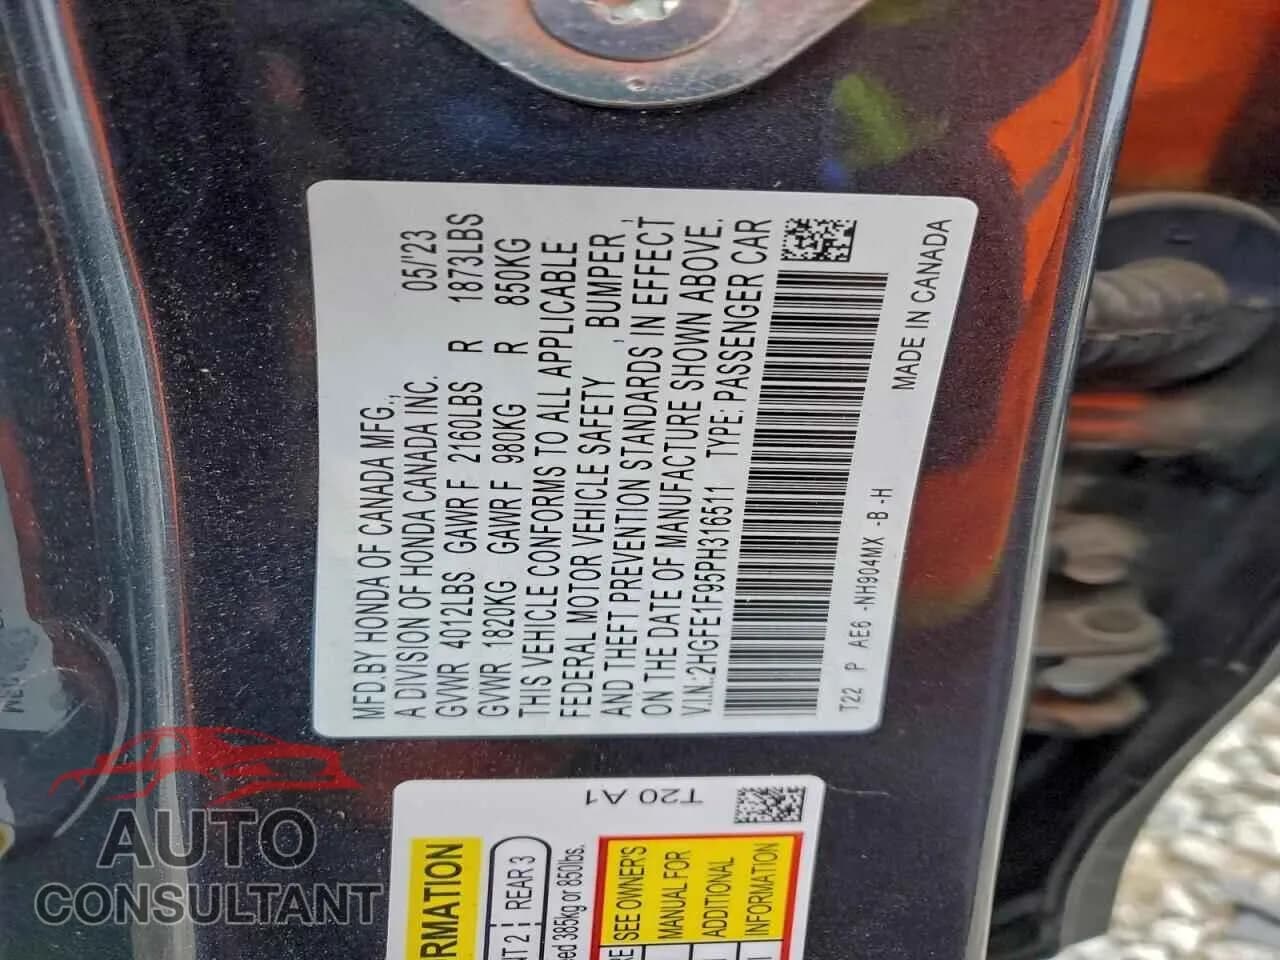 MFD.BY HONDA OF CANADA MFG.,
A DIVISION OF HONDA CANADA INC. 05/'23
GVWR 4012LBS GAWR F 2160LBS R 1873LBS
GVWR 1820KG GAWR F 980KG R 850KG
THIS VEHICLE CONFORMS TO ALL APPLICABLE
FEDERAL MOTOR VEHICLE SAFETY , BUMPER ,
AND THEFT PREVENTION STANDARDS IN EFFECT
ON THE DATE OF MANUFACTURE SHOWN ABOVE.
V.I.N.:2HGFE1F95PH316511 TYPE: PASSENGER CAR
T22 P AE6 -NH904MX -B -H MADE IN CANADA
T20 A1
REAR 3
385kg or 850lbs.
SEE OWNER'S
MANUAL FOR
ADDITIONAL
INFORMATION
AUTO
CONSULTANT